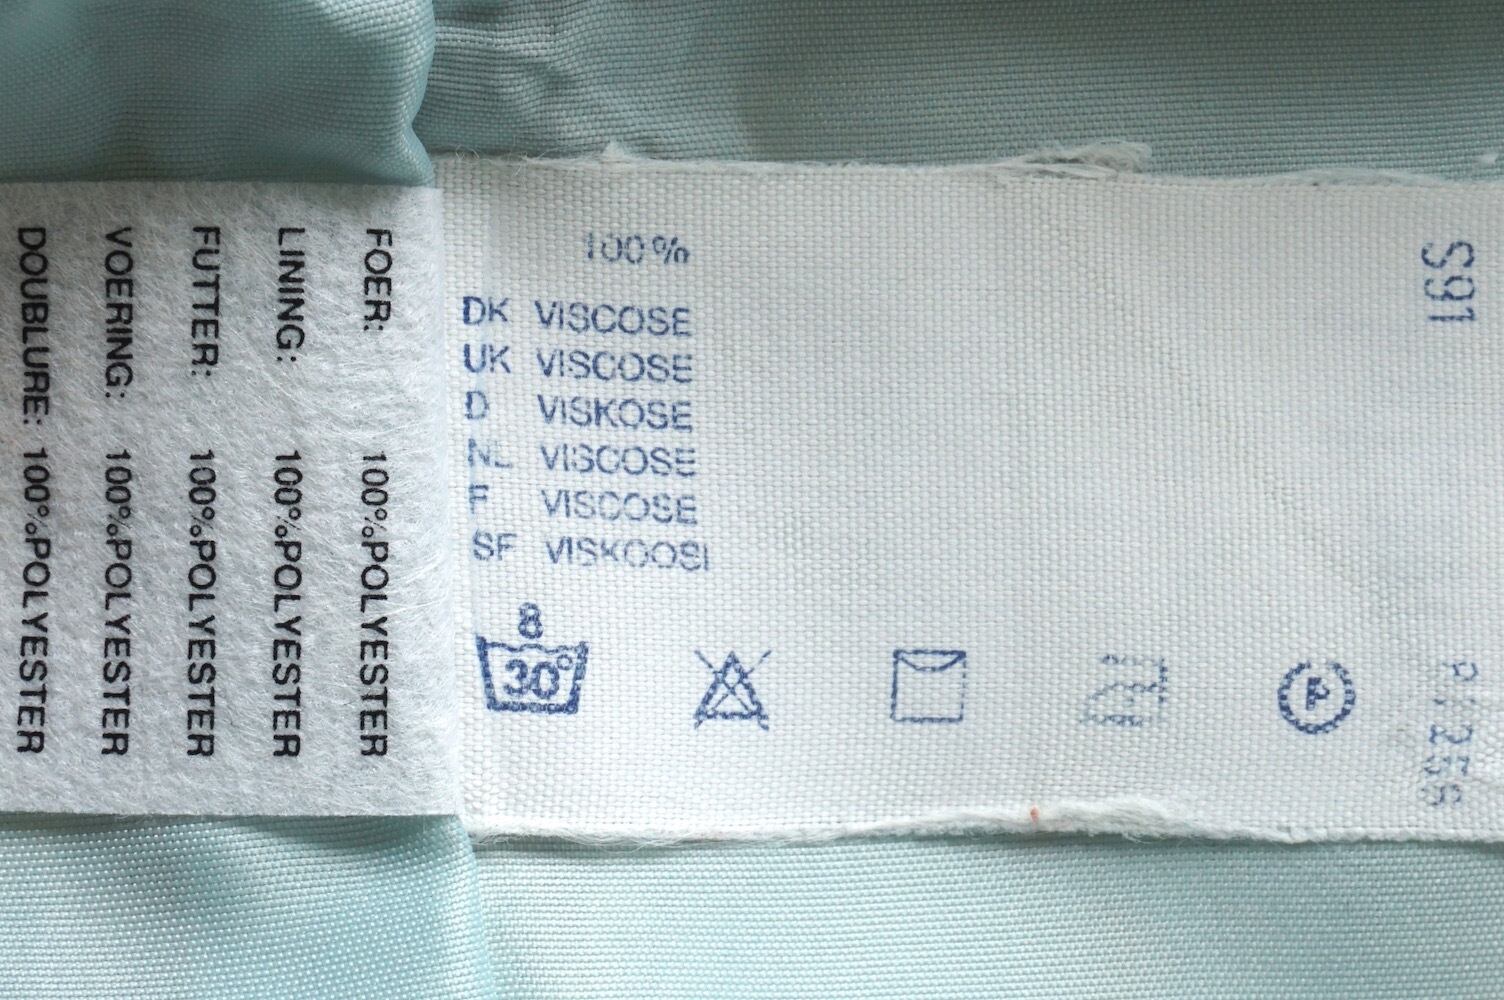 FOER: 100%POLYESTER
LINING: 100%POLYESTER
FUTTER: 100%POLYESTER
VOERING: 100%POLYESTER
DOUBLURE: 100%POLYESTER
100%
DK VISCOSE
UK VISCOSE
D VISKOSE
NL VISCOSE
F VISCOSE
SF VISKOOSI
8
30°
P
S91